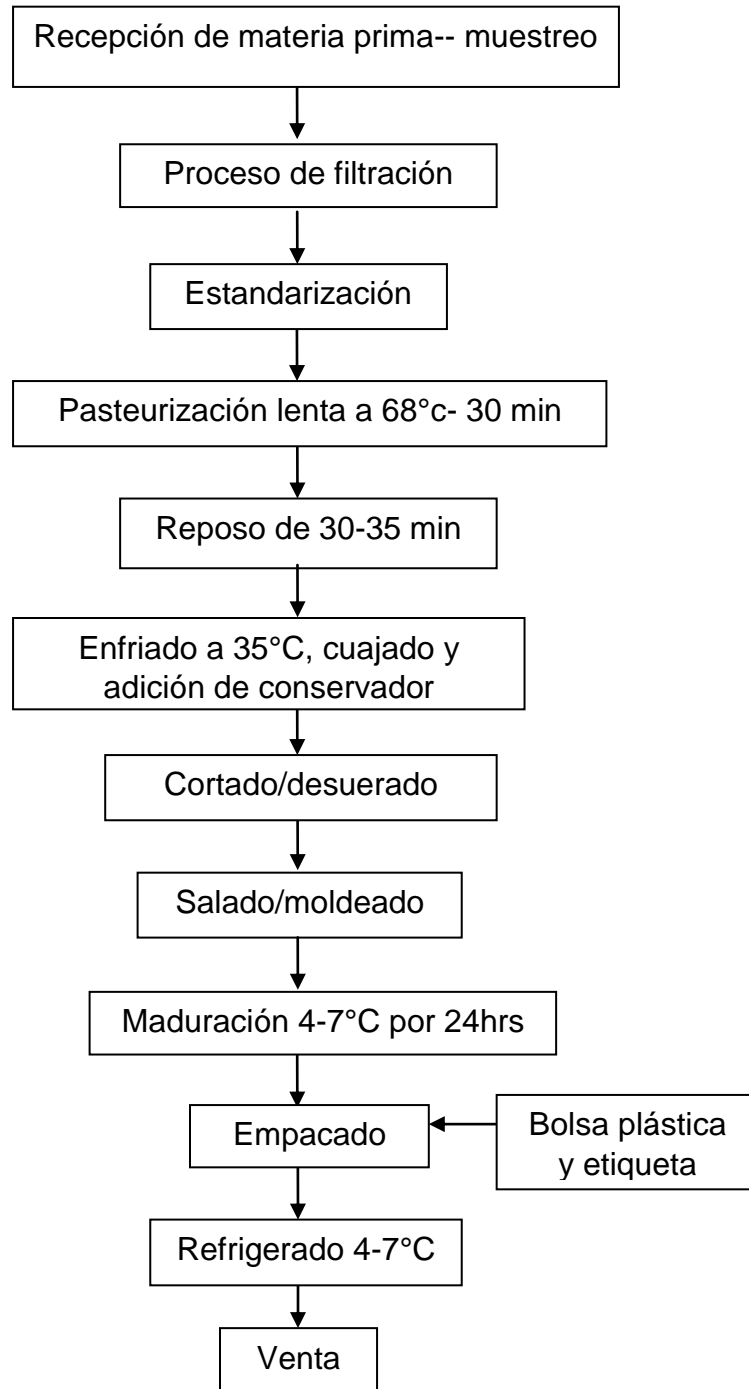 Recepción de materia prima-- muestreo
Proceso de filtración
Estandarización
Pasteurización lenta a 68°c- 30 min
Reposo de 30-35 min
Enfriado a 35°C, cuajado y
adición de conservador
Cortado/desuerado
Salado/moldeado
Maduración 4-7°C por 24hrs
Empacado
Bolsa plástica
y etiqueta
Refrigerado 4-7°C
Venta